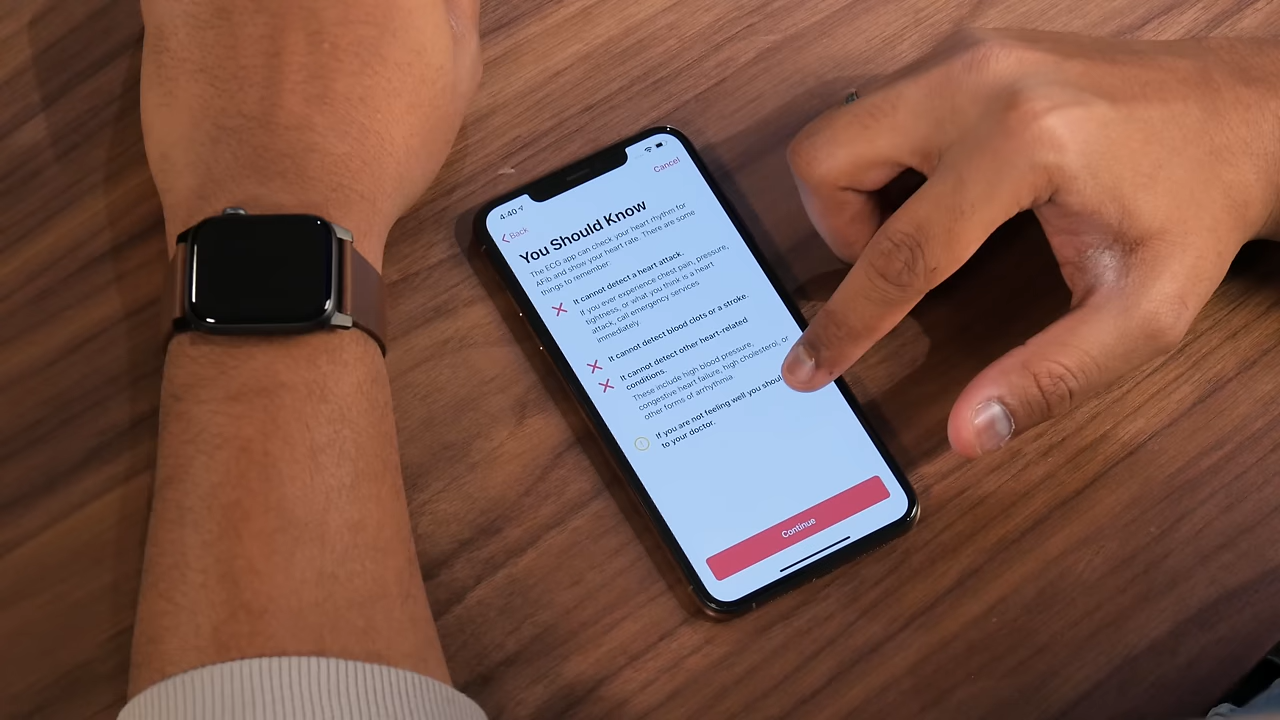 4:40
Cancel
Back
You Should Know
The ECG app can check your heart rhythm for
AFib and show your heart rate. There are some
things to remember:
It cannot detect a heart attack.
If you ever experience chest pain, pressure,
tightness, or what you think is a heart
attack, call emergency services
immediately.
It cannot detect blood clots or a stroke.
It cannot detect other heart-related
conditions.
These include high blood pressure,
congestive heart failure, high cholesterol, or
other forms of arrhythmia.
If you are not feeling well you shoul
to your doctor.
Continue